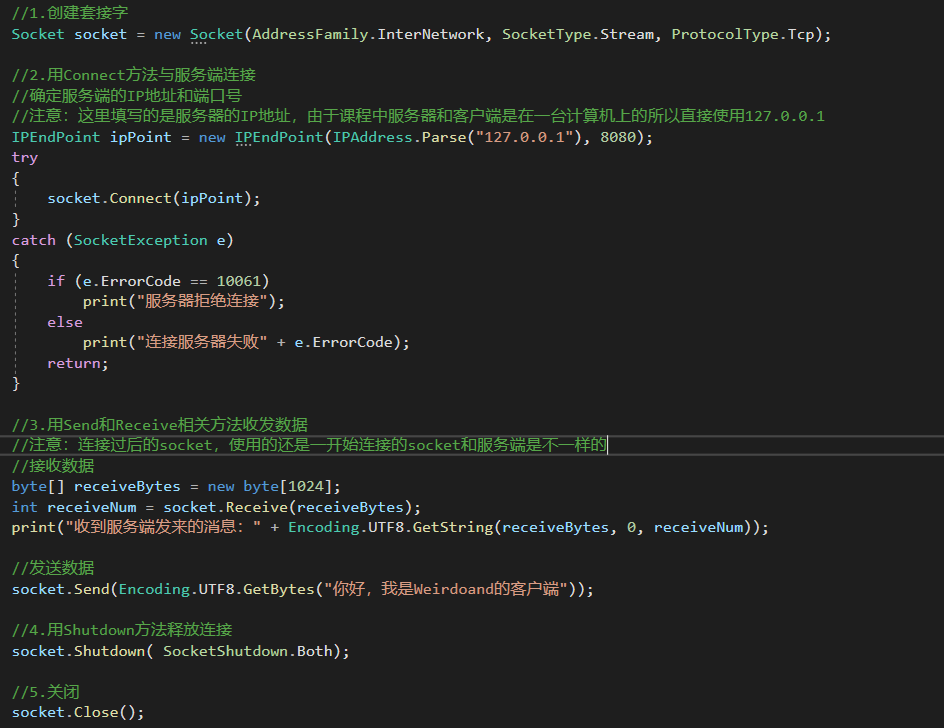 //1.创建套接字
Socket socket = new Socket(AddressFamily.InterNetwork, SocketType.Stream, ProtocolType.Tcp);
//2.用Connect方法与服务端连接
//确定服务端的IP地址和端口号
//注意：这里填写的是服务器的IP地址，由于课程中服务器和客户端是在一台计算机上的所以直接使用127.0.0.1
IPEndPoint ipPoint = new IPEndPoint(IPAddress.Parse("127.0.0.1"), 8080);
try
{
socket.Connect(ipPoint);
}
catch (SocketException e)
{
if (e.ErrorCode == 10061)
print("服务器拒绝连接");
else
print("连接服务器失败" + e.ErrorCode);
return;
}
//3.用Send和Receive相关方法收发数据
//注意：连接过后的socket，使用的还是一开始连接的socket和服务端是不一样的
//接收数据
byte[] receiveBytes = new byte[1024];
int receiveNum = socket.Receive(receiveBytes);
print("收到服务端发来的消息：" + Encoding.UTF8.GetString(receiveBytes, 0, receiveNum));
//发送数据
socket.Send(Encoding.UTF8.GetBytes("你好，我是Weirdoand的客户端"));
//4.用Shutdown方法释放连接
socket.Shutdown( SocketShutdown.Both);
//5.关闭
socket.Close();